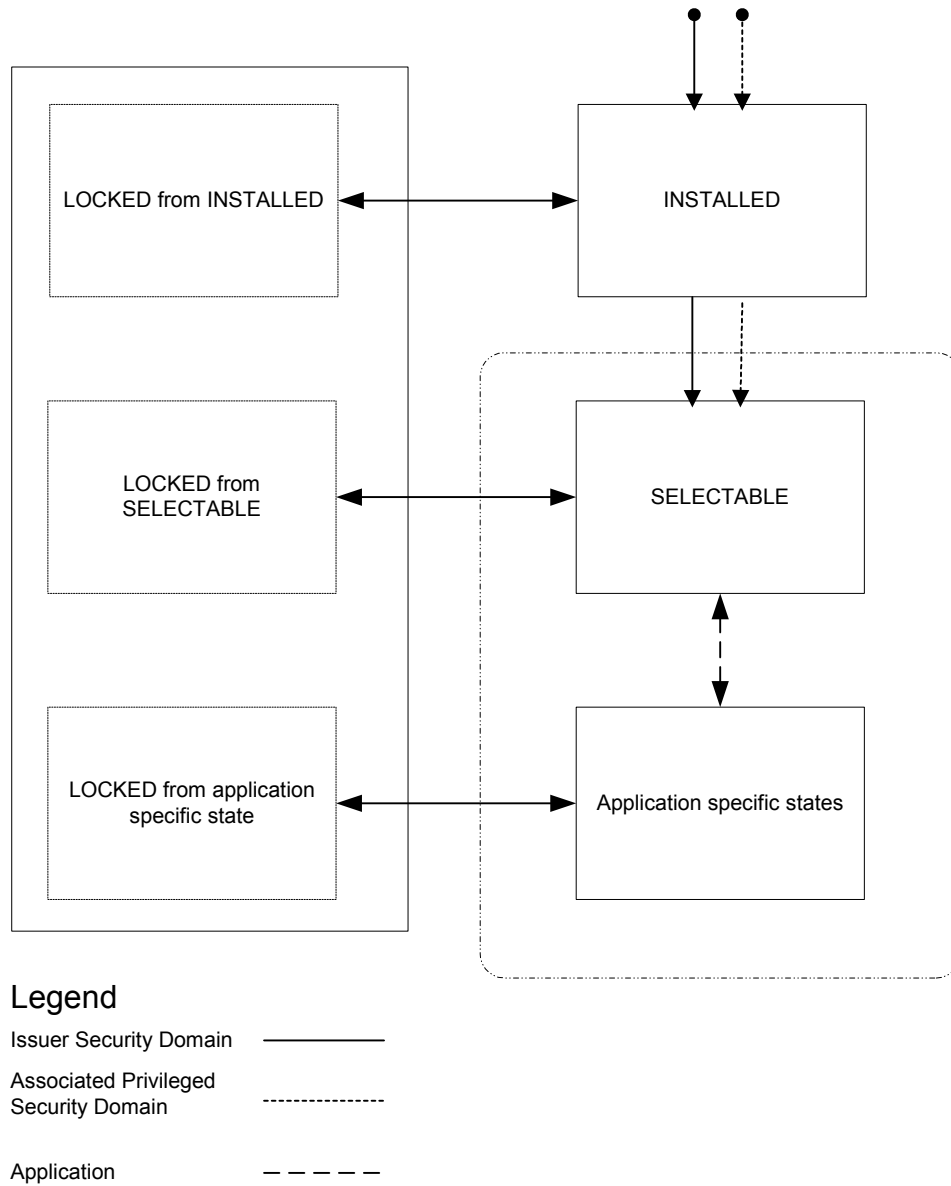 LOCKED from INSTALLED
INSTALLED
LOCKED from
SELECTABLE
SELECTABLE
LOCKED from application
specific state
Application specific states
Legend
Issuer Security Domain
Associated Privileged
Security Domain
Application